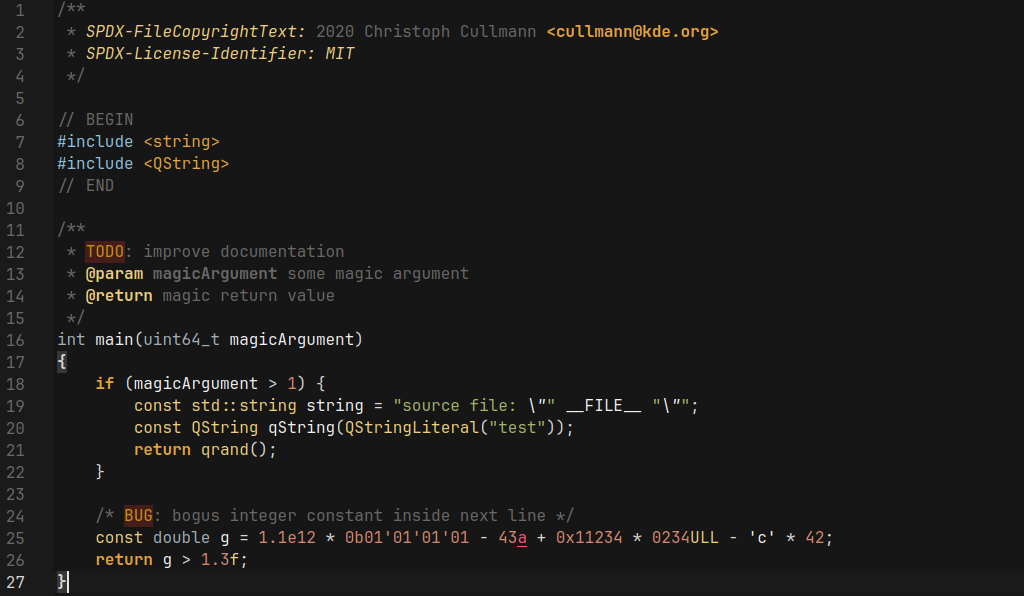 1 /**
2  * SPDX-FileCopyrightText: 2020 Christoph Cullmann <cullmann@kde.org>
3  * SPDX-License-Identifier: MIT
4  */
5
6 // BEGIN
7 #include <string>
8 #include <QString>
9 // END
10
11 /**
12  * TODO: improve documentation
13  * @param magicArgument some magic argument
14  * @return magic return value
15  */
16 int main(uint64_t magicArgument)
17 {
18     if (magicArgument > 1) {
19         const std::string string = "source file: \"" __FILE__ "\"";
20         const QString qString(QStringLiteral("test"));
21         return qrand();
22     }
23
24     /* BUG: bogus integer constant inside next line */
25     const double g = 1.1e12 * 0b01'01'01'01 - 43a + 0x11234 * 0234ULL - 'c' * 42;
26     return g > 1.3f;
27 }